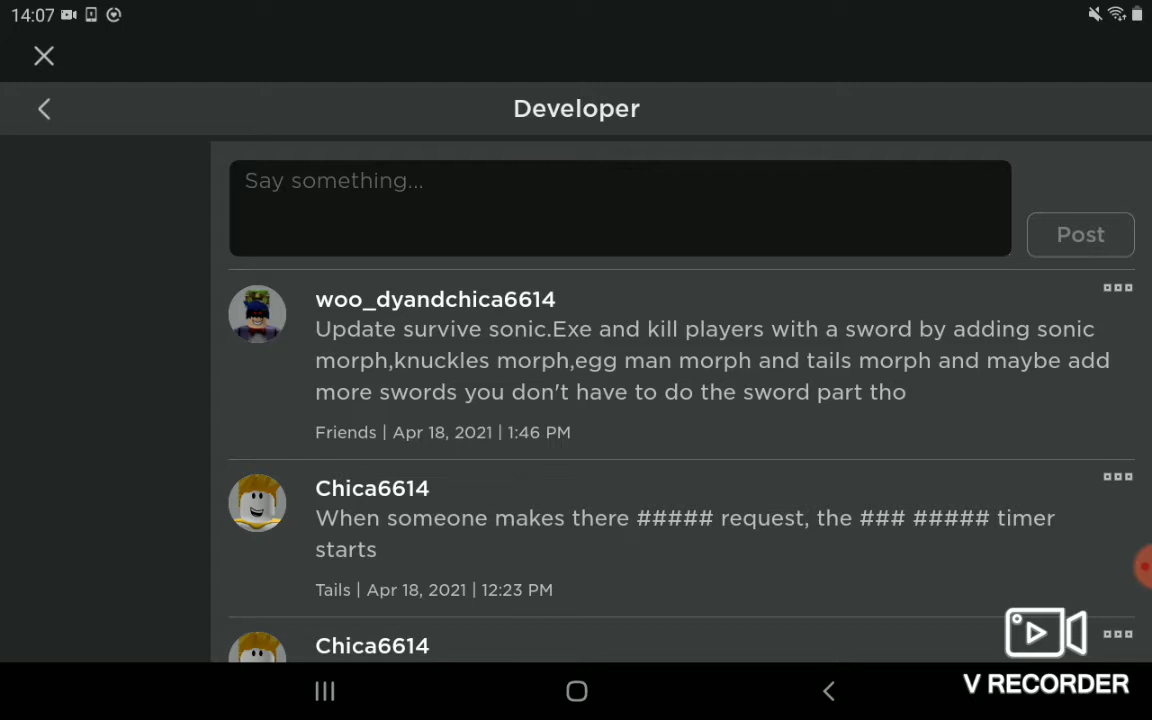 14:07
Developer
Say something...
Post
woo_dyandchica6614
Update survive sonic.Exe and kill players with a sword by adding sonic
morph,knuckles morph,egg man morph and tails morph and maybe add
more swords you don't have to do the sword part tho
Friends | Apr 18, 2021 | 1:46 PM
Chica6614
When someone makes there ##### request, the ### ##### timer
starts
Tails | Apr 18, 2021 | 12:23 PM
Chica6614
V RECORDER